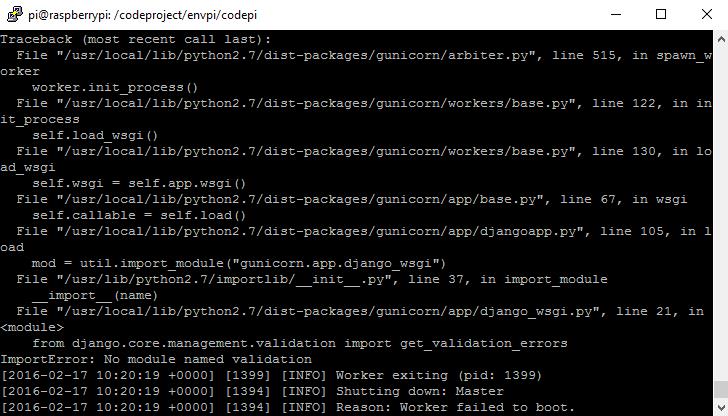 pi@raspberrypi: /codeproject/envpi/codepi
Traceback (most recent call last):
  File "/usr/local/lib/python2.7/dist-packages/gunicorn/arbiter.py", line 515, in spawn_w
orker
    worker.init_process()
  File "/usr/local/lib/python2.7/dist-packages/gunicorn/workers/base.py", line 122, in in
it_process
    self.load_wsgi()
  File "/usr/local/lib/python2.7/dist-packages/gunicorn/workers/base.py", line 130, in lo
ad_wsgi
    self.wsgi = self.app.wsgi()
  File "/usr/local/lib/python2.7/dist-packages/gunicorn/app/base.py", line 67, in wsgi
    self.callable = self.load()
  File "/usr/local/lib/python2.7/dist-packages/gunicorn/app/djangoapp.py", line 105, in l
oad
    mod = util.import_module("gunicorn.app.django_wsgi")
  File "/usr/lib/python2.7/importlib/__init__.py", line 37, in import_module
    __import__(name)
  File "/usr/local/lib/python2.7/dist-packages/gunicorn/app/django_wsgi.py", line 21, in
<module>
    from django.core.management.validation import get_validation_errors
ImportError: No module named validation
[2016-02-17 10:20:19 +0000] [1399] [INFO] Worker exiting (pid: 1399)
[2016-02-17 10:20:19 +0000] [1394] [INFO] Shutting down: Master
[2016-02-17 10:20:19 +0000] [1394] [INFO] Reason: Worker failed to boot.